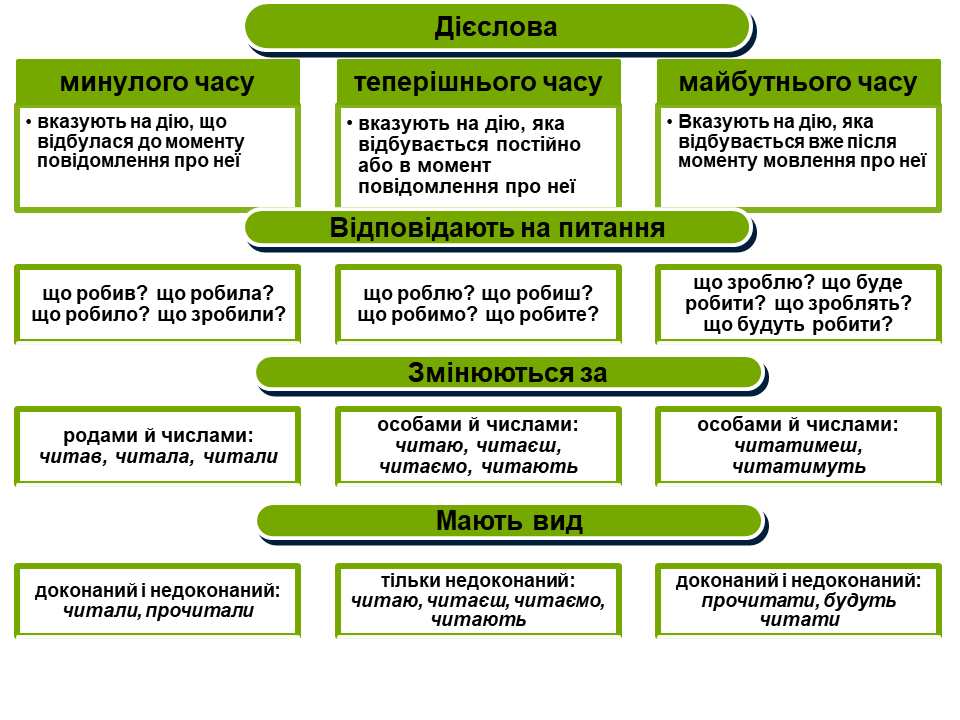 Дієслова
минулого часу
теперішнього часу
майбутнього часу
• вказують на дію, що
відбулася до моменту
повідомлення про неї
• вказують на дію, яка
відбувається постійно
або в момент
повідомлення про неї
• Вказують на дію, яка
відбувається вже після
моменту мовлення про неї
Відповідають на питання
що робив? що робила?
що робило? що зробили?
що роблю? що робиш?
що робимо? що робите?
що зроблю? що буде
робити? що зроблять?
що будуть робити?
Змінюються за
родами й числами:
читав, читала, читали
особами й числами:
читаю, читаєш,
читаємо, читають
особами й числами:
читатимеш,
читатимуть
Мають вид
доконаний і недоконаний:
читали, прочитали
тільки недоконаний:
читаю, читаєш, читаємо,
читають
доконаний і недоконаний:
прочитати, будуть
читати